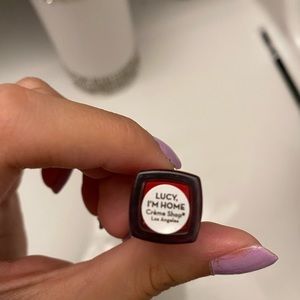 LUCY,
I'M HOME
Crème Shop®
Los Angeles